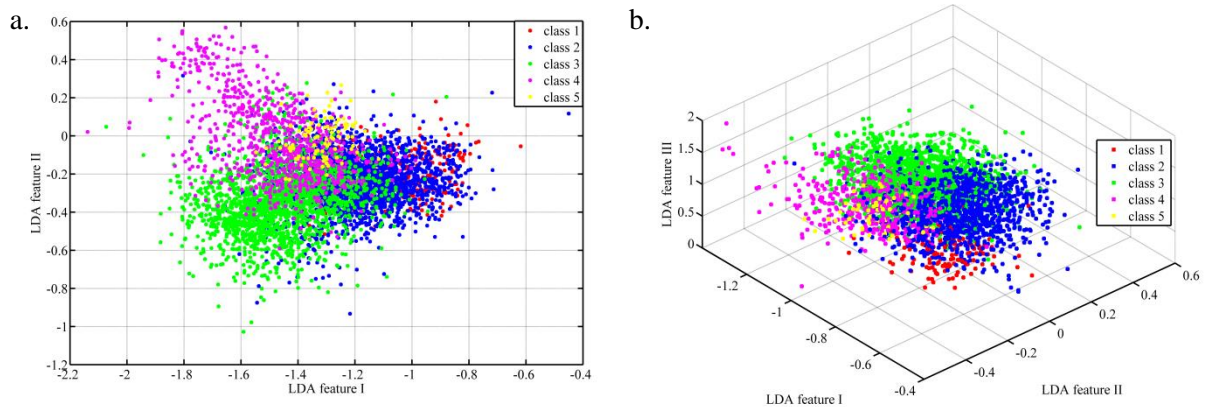 a.
0.6
0.4
0.2
0
-0.2
-0.4
-0.6
-0.8
-1
-1.2
LDA feature II
-2.2 -2 -1.8 -1.6 -1.4 -1.2 -1 -0.8 -0.6 -0.4
LDA feature I
class 1
class 2
class 3
class 4
class 5
b.
2
1.5
1
0.5
0
LDA feature III
-1.2
-1
-0.8
-0.6
-0.4
LDA feature I
-0.4
-0.2
0
0.2
0.4
0.6
LDA feature II
class 1
class 2
class 3
class 4
class 5